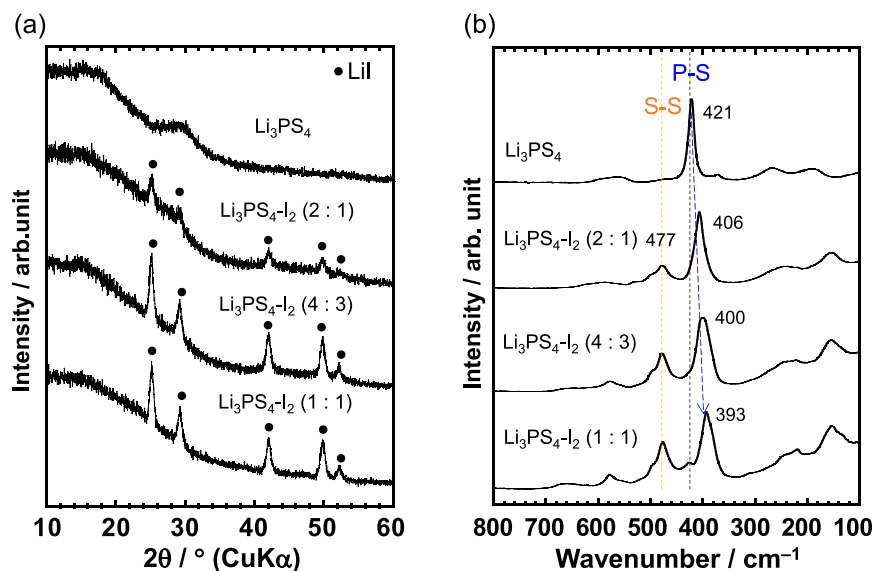 (a)
● LiI
Li₃PS₄
Li₃PS₄-I₂ (2 : 1)
Li₃PS₄-I₂ (4 : 3)
Li₃PS₄-I₂ (1 : 1)
Intensity / arb.unit
10 20 30 40 50 60
2θ / ° (CuKα)
(b)
P-S
S-S
421
Li₃PS₄
406
477
Li₃PS₄-I₂ (2 : 1)
400
Li₃PS₄-I₂ (4 : 3)
393
Li₃PS₄-I₂ (1 : 1)
Intensity / arb. unit
800 700 600 500 400 300 200 100
Wavenumber / cm⁻¹